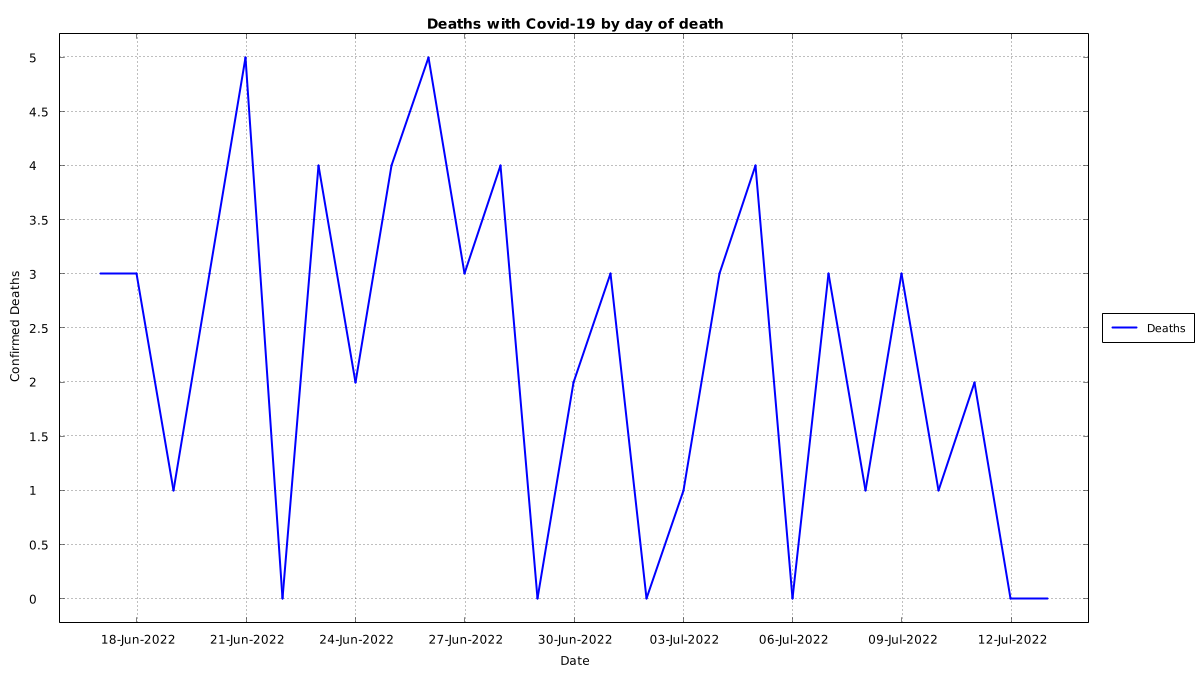 Deaths with Covid-19 by day of death
5
4.5
4
3.5
3
2.5
2
1.5
1
0.5
0
Confirmed Deaths
18-Jun-2022 21-Jun-2022 24-Jun-2022 27-Jun-2022 30-Jun-2022 03-Jul-2022 06-Jul-2022 09-Jul-2022 12-Jul-2022
Date
Deaths